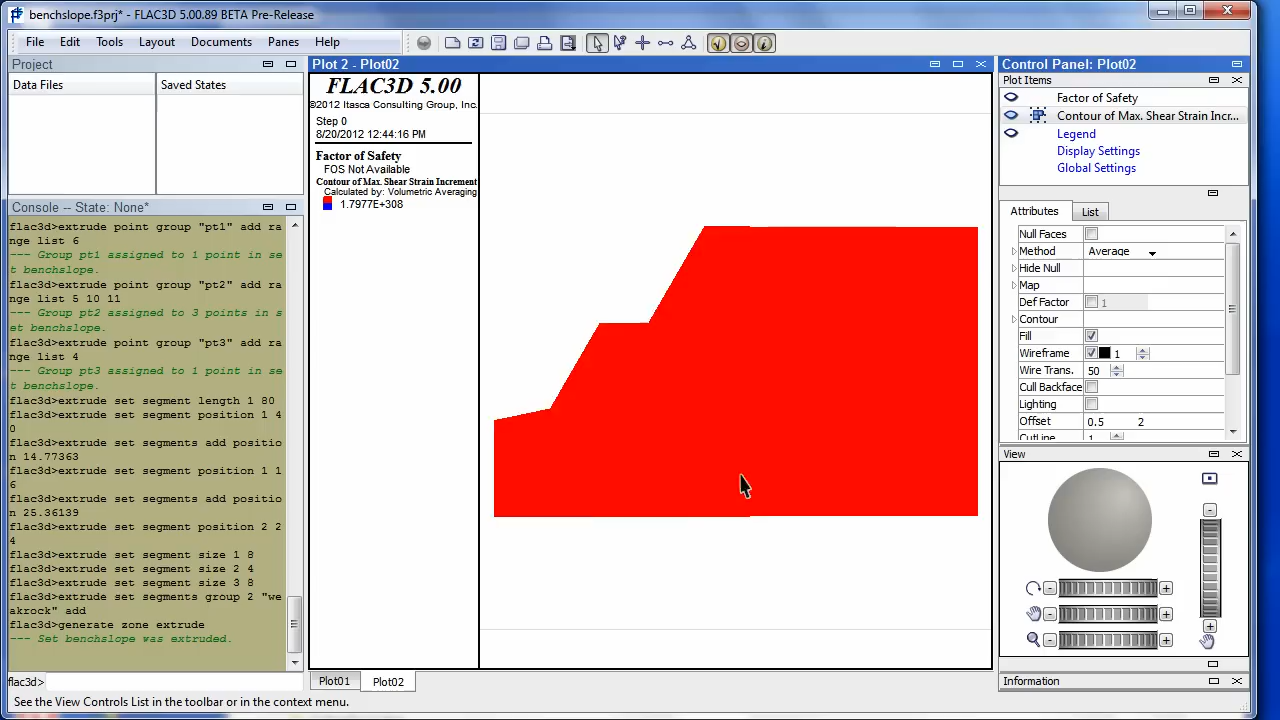 benchslope.f3prj* - FLAC3D 5.00.89 BETA Pre-Release
File Edit Tools Layout Documents Panes Help
Project
Data Files Saved States
Console -- State: None*
flac3d>extrude point group "pt1" add ra
nge list 6
--- Group pt1 assigned to 1 point in se
t benchslope.
flac3d>extrude point group "pt2" add ra
nge list 5 10 11
--- Group pt2 assigned to 3 points in s
et benchslope.
flac3d>extrude point group "pt3" add ra
nge list 4
--- Group pt3 assigned to 1 point in se
t benchslope.
flac3d>extrude set segment length 1 80
flac3d>extrude set segment position 1 4
0
flac3d>extrude set segments add positio
n 14.77363
flac3d>extrude set segment position 1 1
6
flac3d>extrude set segments add positio
n 25.36139
flac3d>extrude set segment position 2 2
4
flac3d>extrude set segment size 1 8
flac3d>extrude set segment size 2 4
flac3d>extrude set segment size 3 8
flac3d>extrude set segments group 2 "we
akrock" add
flac3d>generate zone extrude
--- Set benchslope was extruded.
flac3d>
Plot 2 - Plot02
FLAC3D 5.00
©2012 Itasca Consulting Group, Inc.
Step 0
8/20/2012 12:44:16 PM
Factor of Safety
FOS Not Available
Contour of Max. Shear Strain Increment
Calculated by: Volumetric Averaging
1.7977E+308
Plot01 Plot02
Control Panel: Plot02
Plot Items
Factor of Safety
Contour of Max. Shear Strain Incr...
Legend
Display Settings
Global Settings
Attributes List
Null Faces
Method Average
Hide Null
Map
Def Factor 1
Contour
Fill
Wireframe 1
Wire Trans. 50
Cull Backface
Lighting
Offset 0.5 2
CutLine 1
View
Information
See the View Controls List in the toolbar or in the context menu.